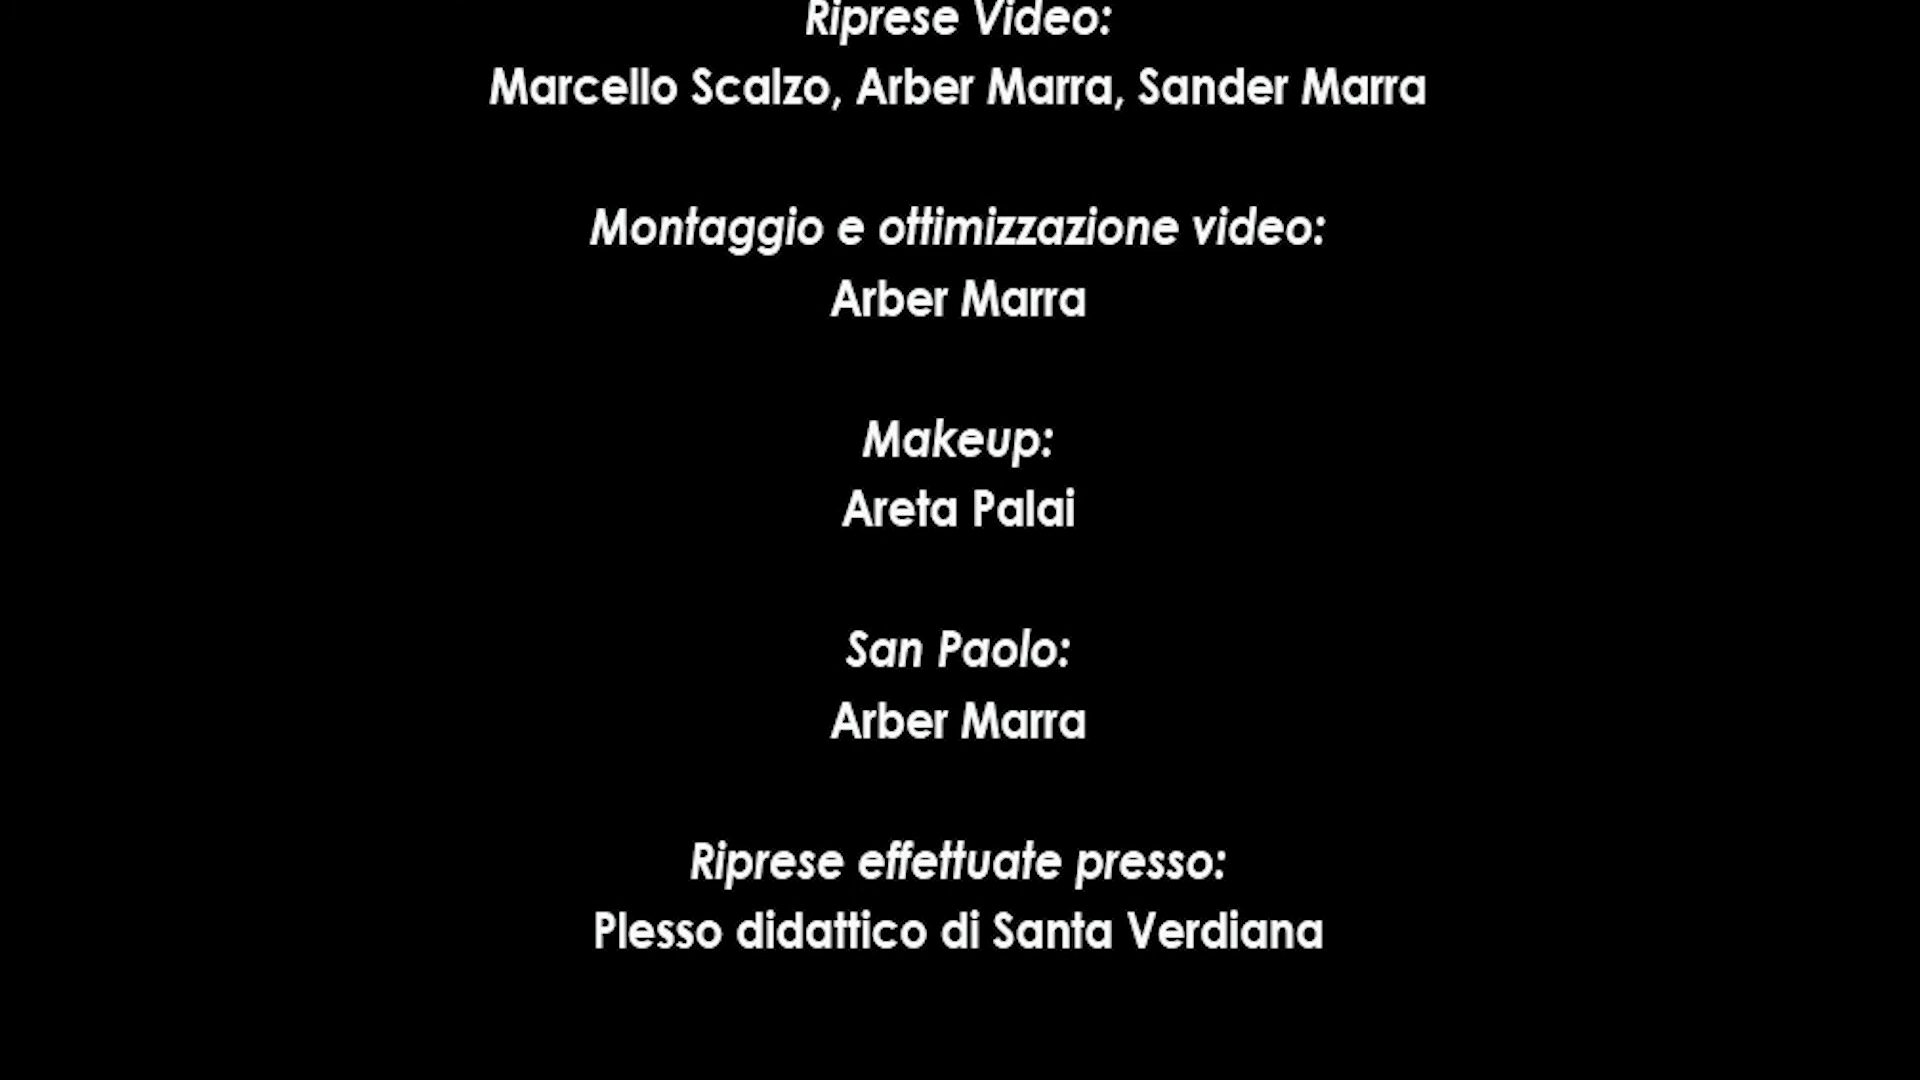 Riprese Video:
Marcello Scalzo, Arber Marra, Sander Marra
Montaggio e ottimizzazione video:
Arber Marra
Makeup:
Areta Palai
San Paolo:
Arber Marra
Riprese effettuate presso:
Plesso didattico di Santa Verdiana